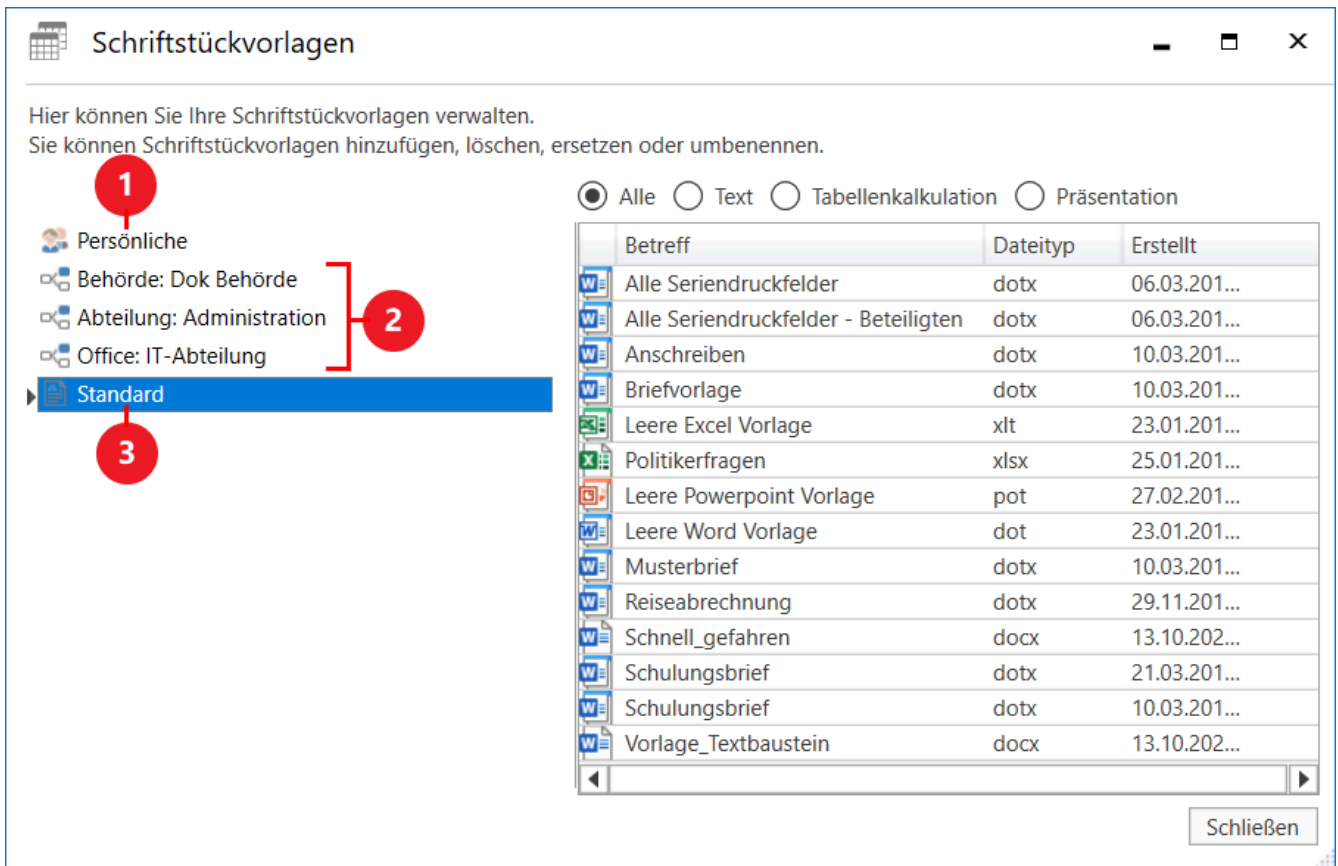 Schriftstückvorlagen
Hier können Sie Ihre Schriftstückvorlagen verwalten.
Sie können Schriftstückvorlagen hinzufügen, löschen, ersetzen oder umbenennen.
1
Persönliche
Behörde: Dok Behörde
Abteilung: Administration
2
Office: IT-Abteilung
Standard
3
Alle Text Tabellenkalkulation Präsentation
Betreff Dateityp Erstellt
Alle Seriendruckfelder dotx 06.03.201...
Alle Seriendruckfelder - Beteiligten dotx 06.03.201...
Anschreiben dotx 10.03.201...
Briefvorlage dotx 10.03.201...
Leere Excel Vorlage xlt 23.01.201...
Politikerfragen xlsx 25.01.201...
Leere Powerpoint Vorlage pot 27.02.201...
Leere Word Vorlage dot 23.01.201...
Musterbrief dotx 10.03.201...
Reiseabrechnung dotx 29.11.201...
Schnell_gefahren docx 13.10.202...
Schulungsbrief dotx 21.03.201...
Schulungsbrief dotx 10.03.201...
Vorlage_Textbaustein docx 13.10.202...
Schließen